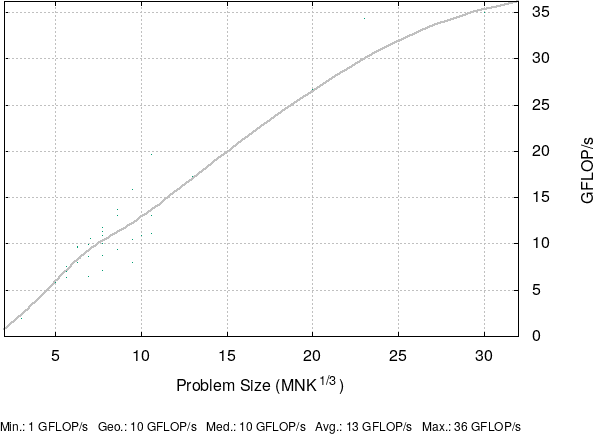 35
30
25
20
15
10
5
0
GFLOP/s
5 10 15 20 25 30
Problem Size (MNK^1/3)
Min.: 1 GFLOP/s Geo.: 10 GFLOP/s Med.: 10 GFLOP/s Avg.: 13 GFLOP/s Max.: 36 GFLOP/s